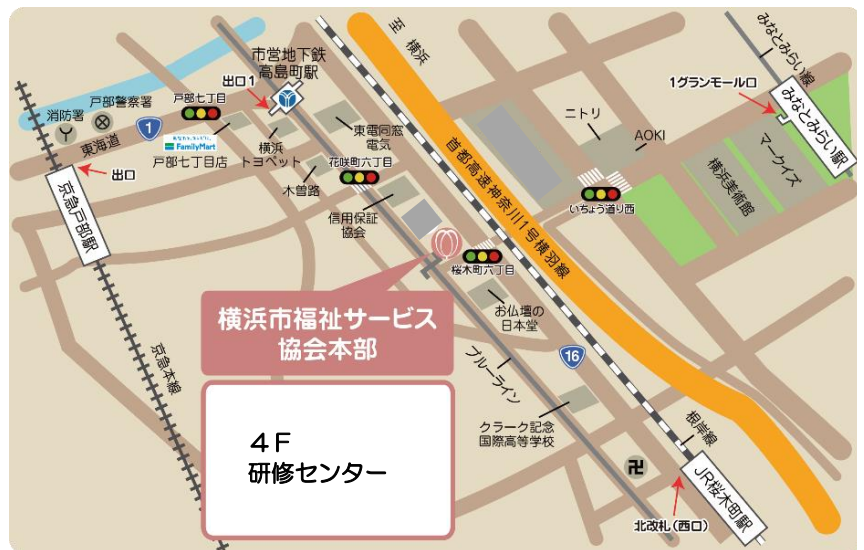 至 横浜
みなとみらい線
市営地下鉄
高島町駅
出口1
1グランモール口
みなとみらい駅
戸部警察署
消防署
戸部七丁目
1
東海道
あなたと、コンビに、
FamilyMart
戸部七丁目店
横浜
トヨペット
東電同窓
電気
ニトリ
AOKI
マークイズ
横浜美術館
出口
京急戸部駅
木曽路
花咲町六丁目
いちょう通り西
首都高速神奈川1号横羽線
信用保証
協会
桜木町六丁目
横浜市福祉サービス
協会本部
お仏壇の
日本堂
京急本線
ブルーライン
16
4F
研修センター
クラーク記念
国際高等学校
根岸線
JR桜木町駅
北改札(西口)